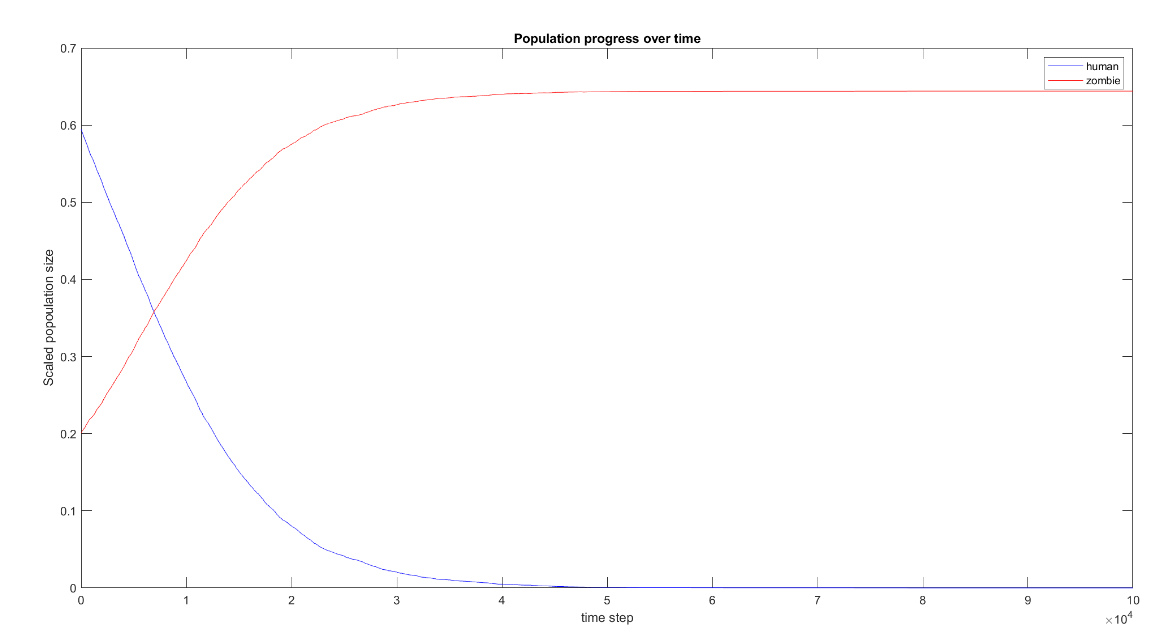 Population progress over time
human
zombie
0.7
0.6
0.5
0.4
0.3
0.2
0.1
0
Scaled popoulation size
0 1 2 3 4 5 6 7 8 9 10
time step
×10⁴